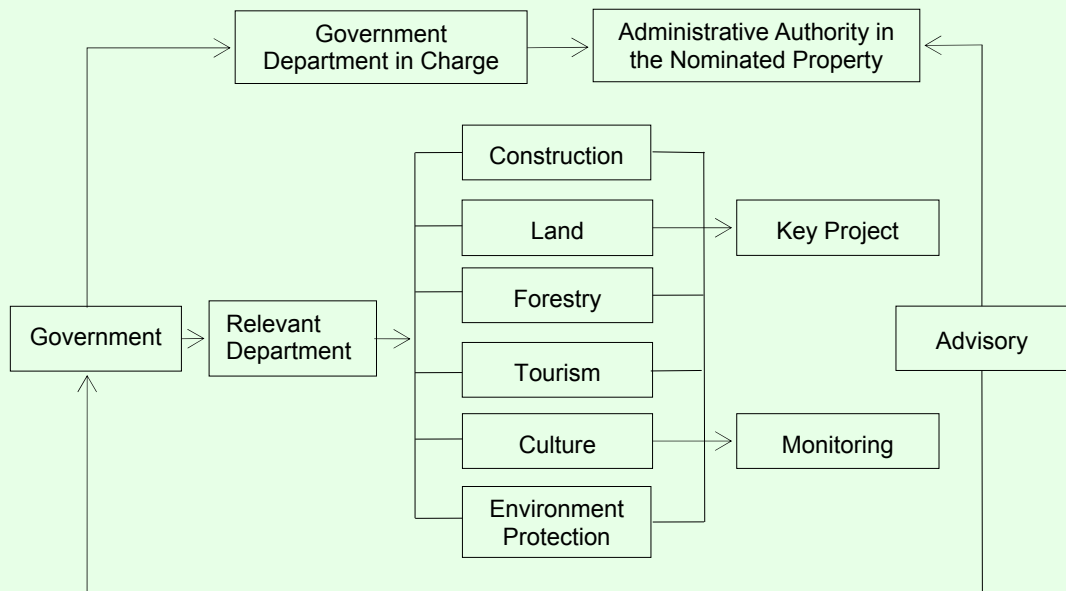 Government
Department in Charge
Administrative Authority in
the Nominated Property
Construction
Land
Key Project
Forestry
Government
Relevant
Department
Advisory
Tourism
Culture
Monitoring
Environment
Protection